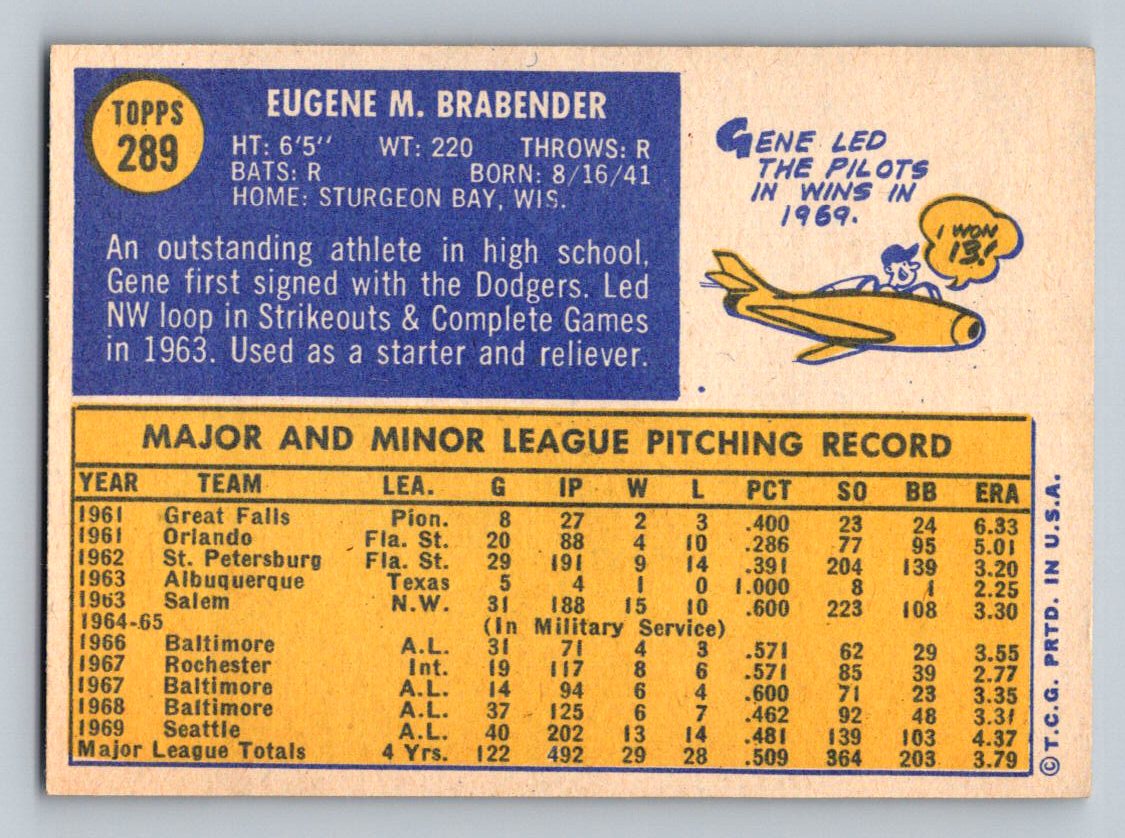 TOPPS
289
EUGENE M. BRABENDER
HT: 6'5" WT: 220 THROWS: R
BATS: R BORN: 8/16/41
HOME: STURGEON BAY, WIS.
An outstanding athlete in high school,
Gene first signed with the Dodgers. Led
NW loop in Strikeouts & Complete Games
in 1963. Used as a starter and reliever.
GENE LED
THE PILOTS
IN WINS IN
1969.
I WON
13!
MAJOR AND MINOR LEAGUE PITCHING RECORD
YEAR TEAM LEA. G IP W L PCT SO BB ERA
1961 Great Falls Pion. 8 27 2 3 .400 23 24 6.33
1961 Orlando Fla. St. 20 88 4 10 .286 77 95 5.01
1962 St. Petersburg Fla. St. 29 191 9 14 .391 204 139 3.20
1963 Albuquerque Texas 5 4 1 0 1.000 8 1 2.25
1963 Salem N.W. 31 188 15 10 .600 223 108 3.30
1964-65 (In Military Service)
1966 Baltimore A.L. 31 71 4 3 .571 62 29 3.55
1967 Rochester Int. 19 117 8 6 .571 85 39 2.77
1967 Baltimore A.L. 14 94 6 4 .600 71 23 3.35
1968 Baltimore A.L. 37 125 6 7 .462 92 48 3.31
1969 Seattle A.L. 40 202 13 14 .481 139 103 4.37
Major League Totals 4 Yrs. 122 492 29 28 .509 364 203 3.79
©T.C.G. PRTD. IN U.S.A.